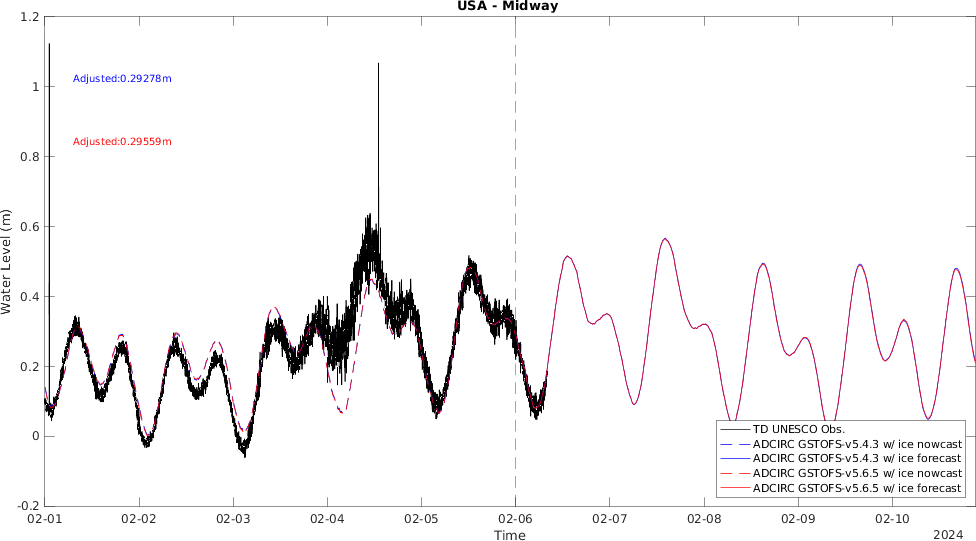 USA - Midway
1.2
1
0.8
0.6
0.4
0.2
0
-0.2
Water Level (m)
Adjusted:0.29278m
Adjusted:0.29559m
TD UNESCO Obs.
ADCIRC GSTOFS-v5.4.3 w/ ice nowcast
ADCIRC GSTOFS-v5.4.3 w/ ice forecast
ADCIRC GSTOFS-v5.6.5 w/ ice nowcast
ADCIRC GSTOFS-v5.6.5 w/ ice forecast
02-01 02-02 02-03 02-04 02-05 02-06 02-07 02-08 02-09 02-10
Time
2024